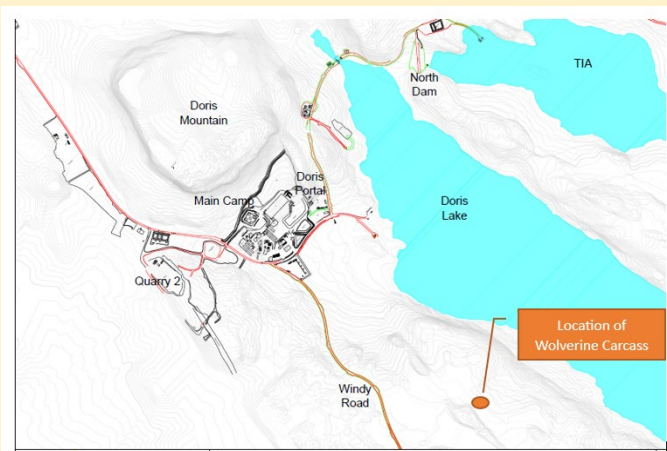 TIA
North
Dam
Doris
Mountain
Doris
Portal
Main Camp
Doris
Lake
Quarry 2
Location of
Wolverine Carcass
Windy
Road